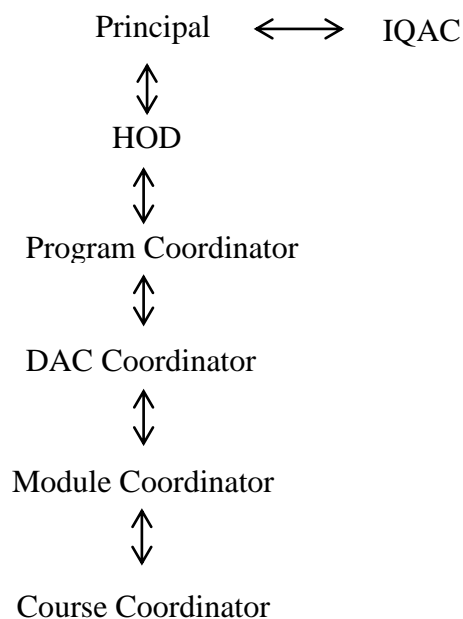 Principal IQAC
HOD
Program Coordinator
DAC Coordinator
Module Coordinator
Course Coordinator